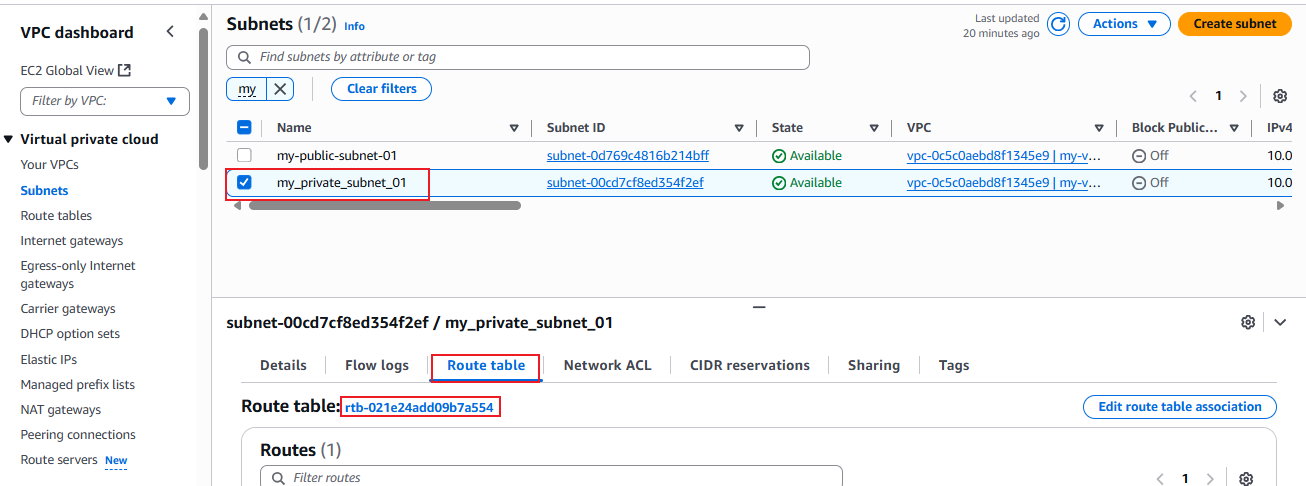 VPC dashboard
EC2 Global View
Filter by VPC:
Virtual private cloud
Your VPCs
Subnets
Route tables
Internet gateways
Egress-only Internet
gateways
Carrier gateways
DHCP option sets
Elastic IPs
Managed prefix lists
NAT gateways
Peering connections
Route servers New
Subnets (1/2) Info
Last updated
20 minutes ago
Actions
Create subnet
Find subnets by attribute or tag
my
Clear filters
1
Name Subnet ID State VPC Block Public... IPv4
my-public-subnet-01 subnet-0d769c4816b214bff Available vpc-0c5c0aebd8f1345e9 | my-v... Off 10.0
my_private_subnet_01 subnet-00cd7cf8ed354f2ef Available vpc-0c5c0aebd8f1345e9 | my-v... Off 10.0
subnet-00cd7cf8ed354f2ef / my_private_subnet_01
Details Flow logs Route table Network ACL CIDR reservations Sharing Tags
Route table: rtb-021e24add09b7a554
Edit route table association
Routes (1)
Filter routes
1